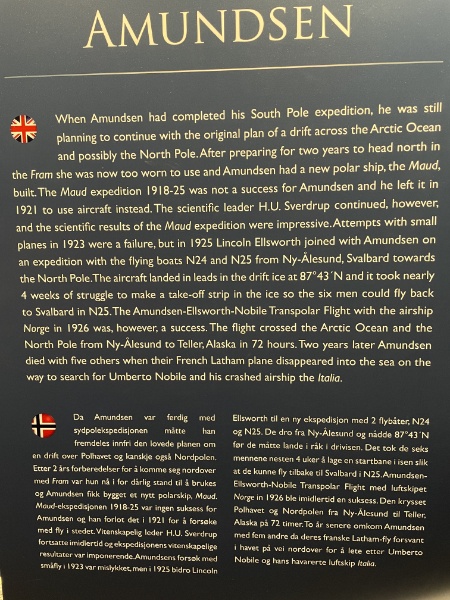 AMUNDSEN
When Amundsen had completed his South Pole expedition, he was still
planning to continue with the original plan of a drift across the Arctic Ocean
and possibly the North Pole. After preparing for two years to head north in
the Fram she was now too worn to use and Amundsen had a new polar ship, the Maud,
built. The Maud expedition 1918-25 was not a success for Amundsen and he left it in
1921 to use aircraft instead. The scientific leader H.U. Sverdrup continued, however,
and the scientific results of the Maud expedition were impressive. Attempts with small
planes in 1923 were a failure, but in 1925 Lincoln Ellsworth joined with Amundsen on
an expedition with the flying boats N24 and N25 from Ny-Ålesund, Svalbard towards
the North Pole. The aircraft landed in leads in the drift ice at 87°43´N and it took nearly
4 weeks of struggle to make a take-off strip in the ice so the six men could fly back
to Svalbard in N25. The Amundsen-Ellsworth-Nobile Transpolar Flight with the airship
Norge in 1926 was, however, a success. The flight crossed the Arctic Ocean and the
North Pole from Ny-Ålesund to Teller, Alaska in 72 hours. Two years later Amundsen
died with five others when their French Latham plane disappeared into the sea on the
way to search for Umberto Nobile and his crashed airship the Italia.
Da Amundsen var ferdig med
sydpolekspedisjonen måtte han
fremdeles innfri den lovede planen om
en drift over Polhavet og kanskje også Nordpolen.
Etter 2 års forberedelser for å komme seg nordover
med Fram var hun nå i for dårlig stand til å brukes
og Amundsen fikk bygget et nytt polarskip, Maud.
Maud-ekspedisjonen 1918-25 var ingen suksess for
Amundsen og han forlot det i 1921 for å forsøke
med fly i stedet. Vitenskapelig leder H.U. Sverdrup
fortsatte imidlertid og ekspedisjonens vitenskapelige
resultater var imponerende. Amundsens forsøk med
småfly i 1923 var mislykket, men i 1925 bidro Lincoln
Ellsworth til en ny ekspedisjon med 2 flybåter, N24
og N25. De dro fra Ny-Ålesund og nådde 87°43´N
før de måtte lande i råk i drivisen. Det tok de seks
mennene nesten 4 uker å lage en startbane i isen slik
at de kunne fly tilbake til Svalbard i N25. Amundsen-
Ellsworth-Nobile Transpolar Flight med luftskipet
Norge in 1926 ble imidlertid en suksess. Den krysset
Polhavet og Nordpolen fra Ny-Ålesund til Teller,
Alaska på 72 timer. To år senere omkom Amundsen
med fem andre da deres franske Latham-fly forsvant
i havet på vei nordover for å lete etter Umberto
Nobile og hans havarerte luftskip Italia.